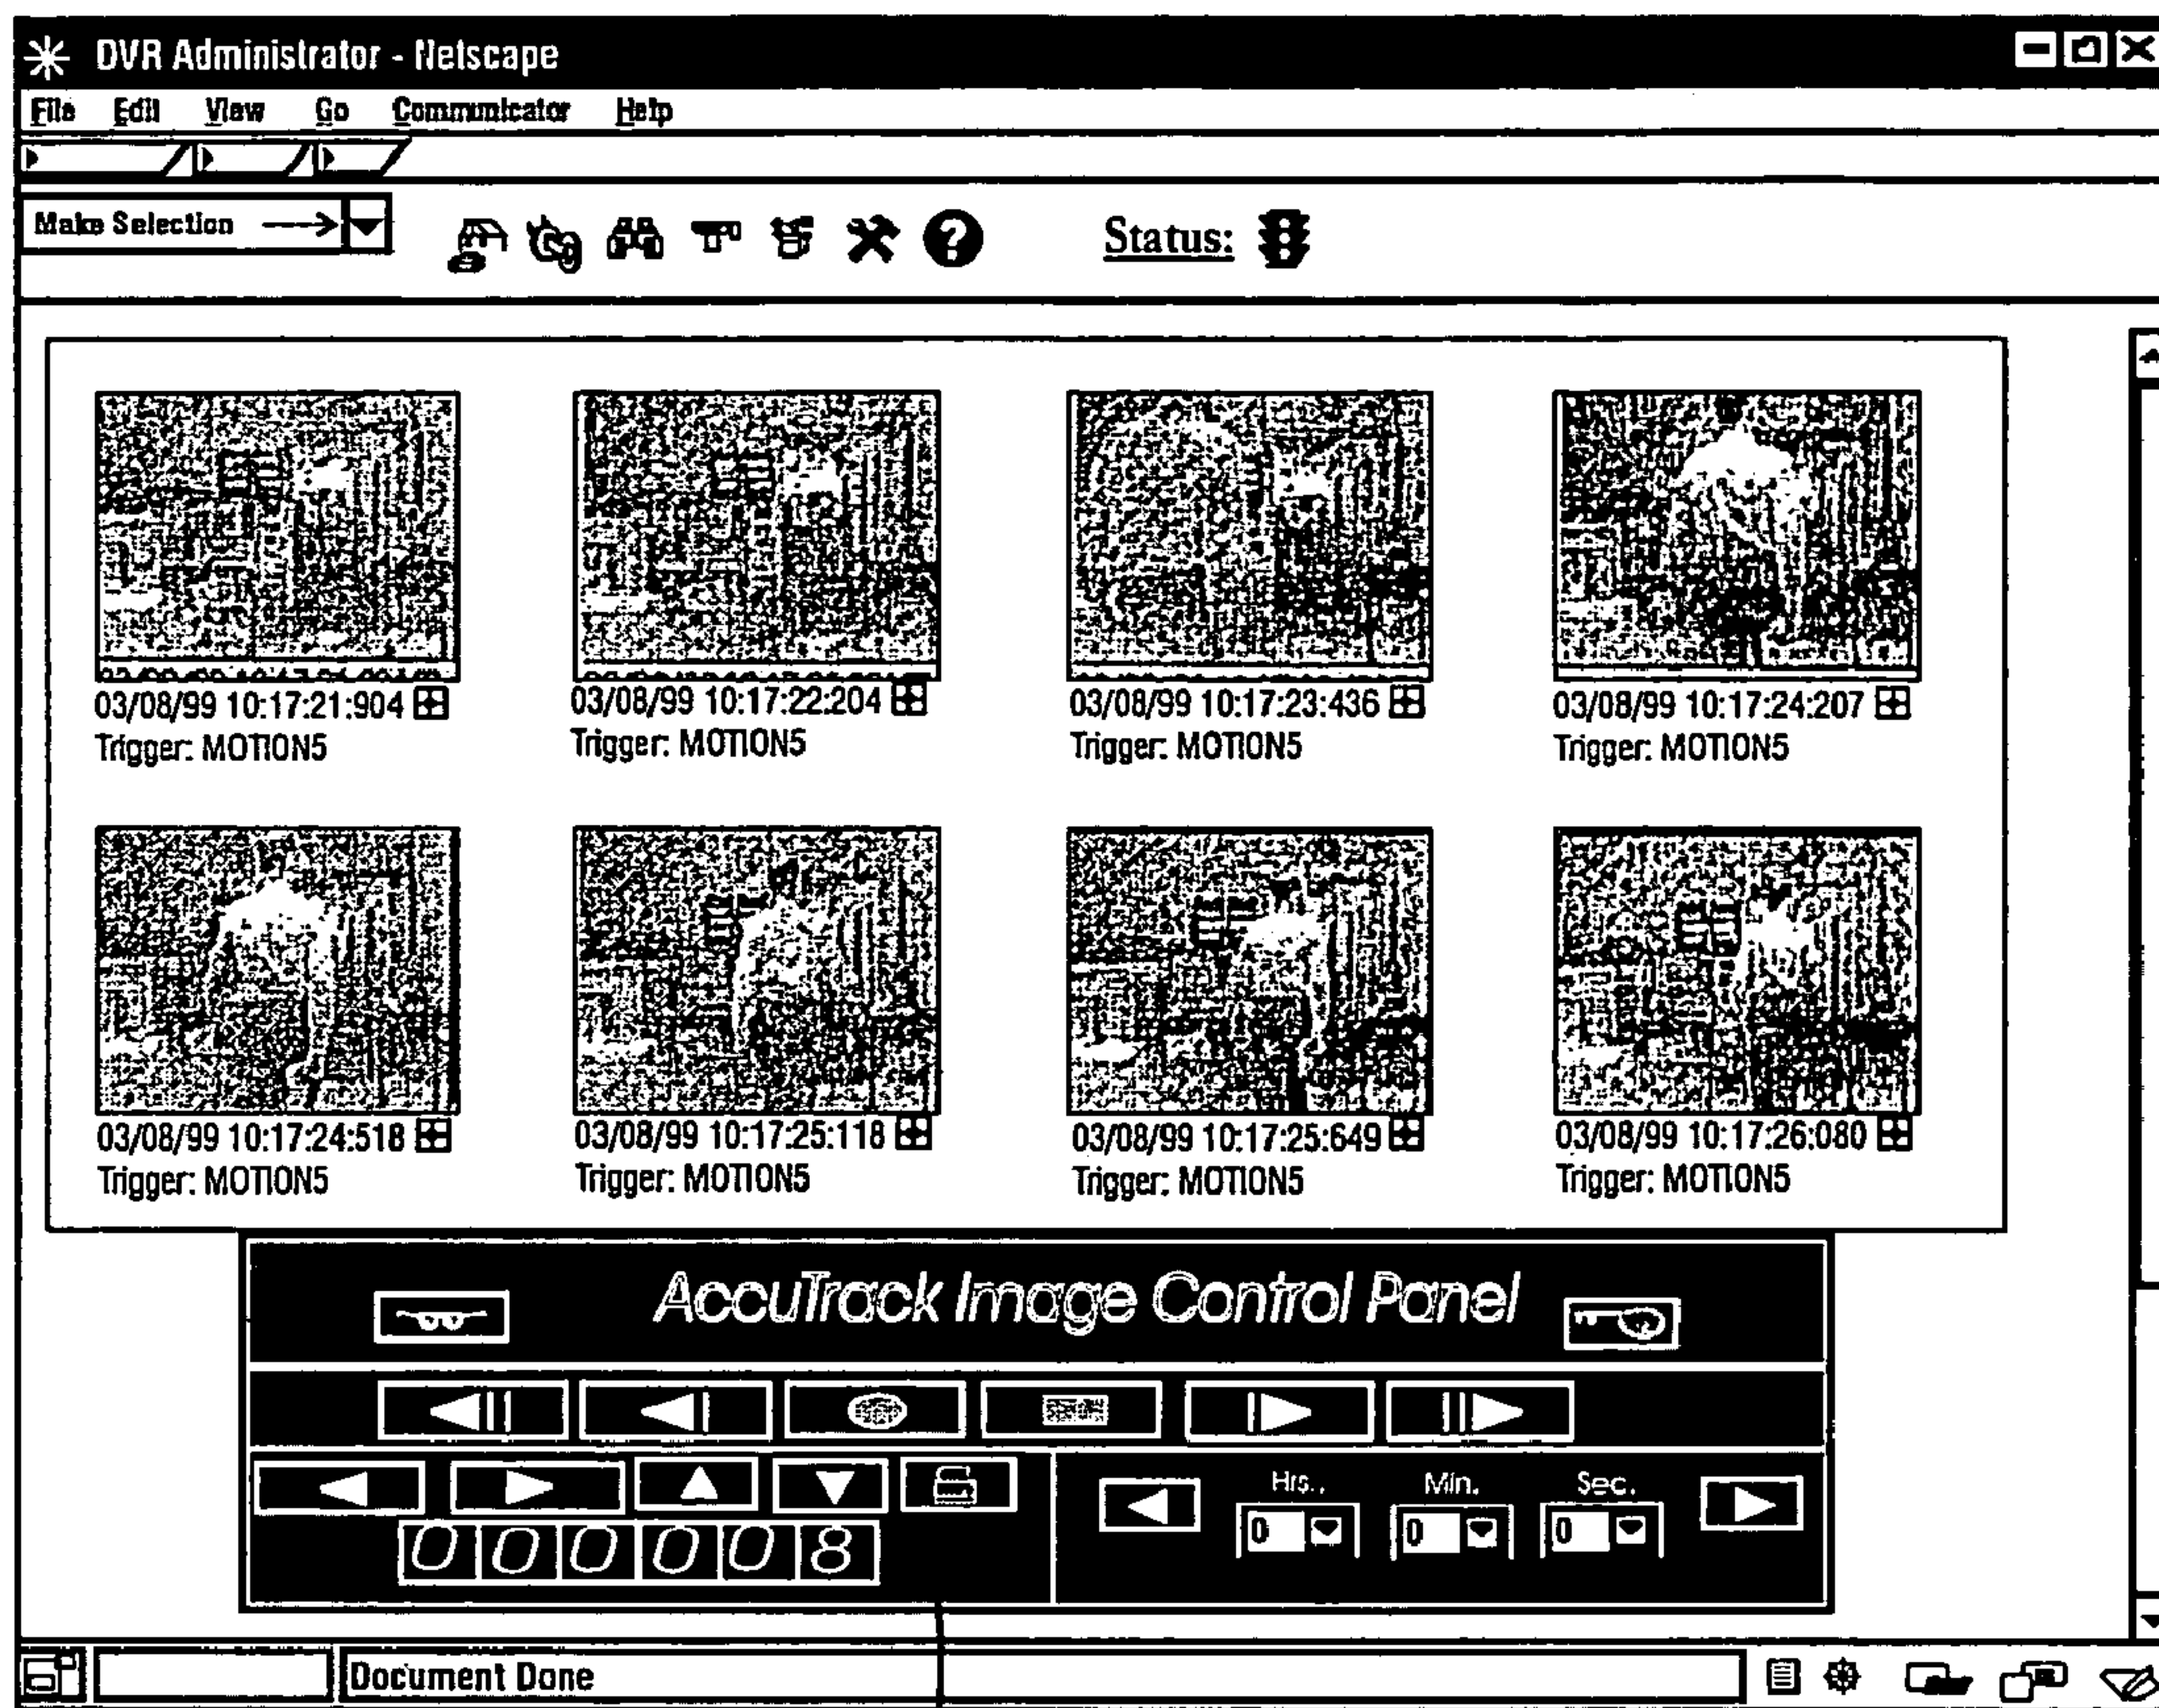 DVR Administrator - Netscape
File Edit View Go Communicator Help
Make Selection
Status:
03/08/99 10:17:21:904 03/08/99 10:17:22:204 03/08/99 10:17:23:436 03/08/99 10:17:24:207
Trigger: MOTION5 Trigger: MOTION5 Trigger: MOTION5 Trigger: MOTION5
03/08/99 10:17:24:518 03/08/99 10:17:25:118 03/08/99 10:17:25:649 03/08/99 10:17:26:080
Trigger: MOTION5 Trigger: MOTION5 Trigger: MOTION5 Trigger: MOTION5
AccuTrack Image Control Panel
Hrs. Min. Sec.
0 0 0
000008
Document Done